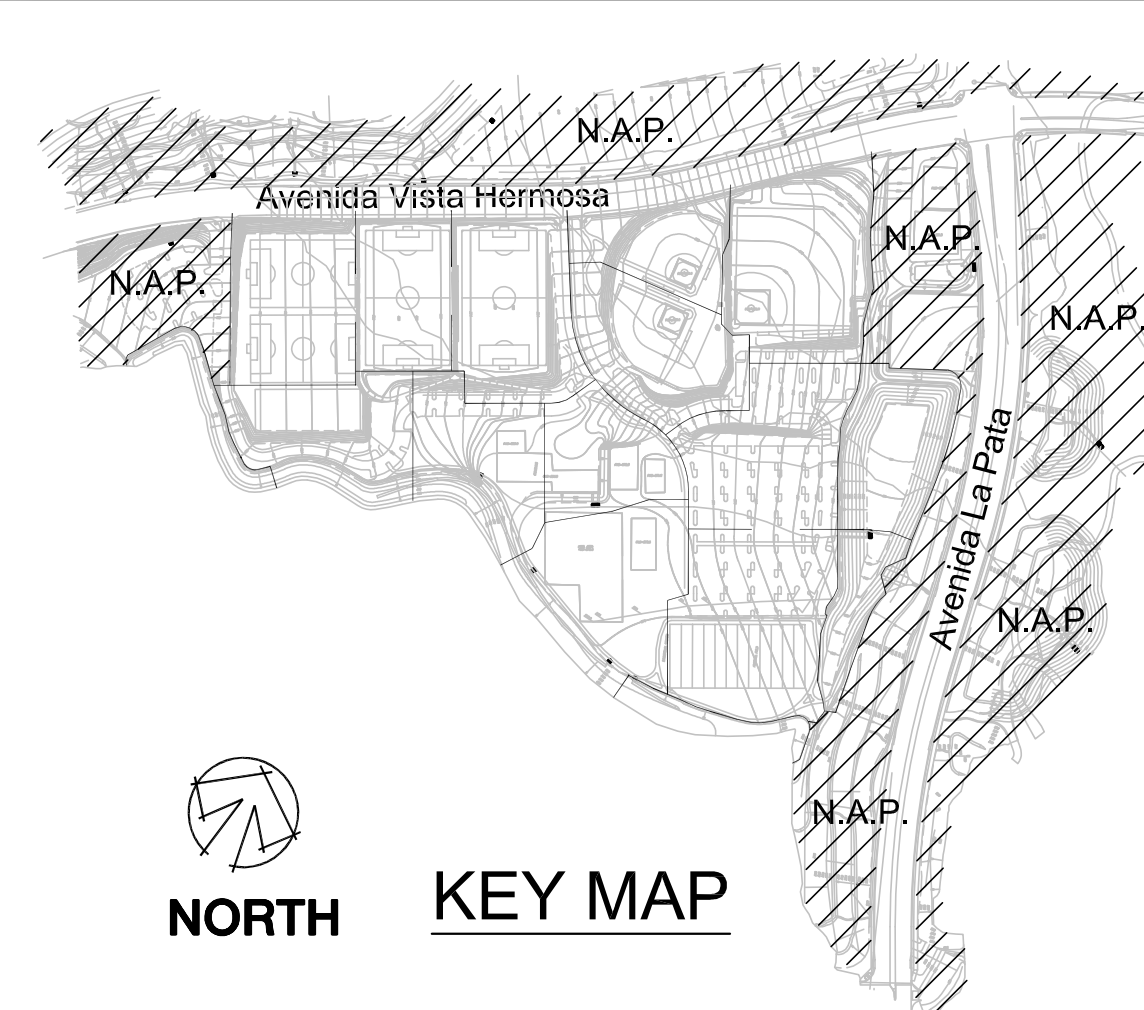 N.A.P.
Avenida Vista Hermosa
N.A.P.
N.A.P.
N.A.P.
Avenida La Pata
N.A.P.
N.A.P.
NORTH
KEY MAP